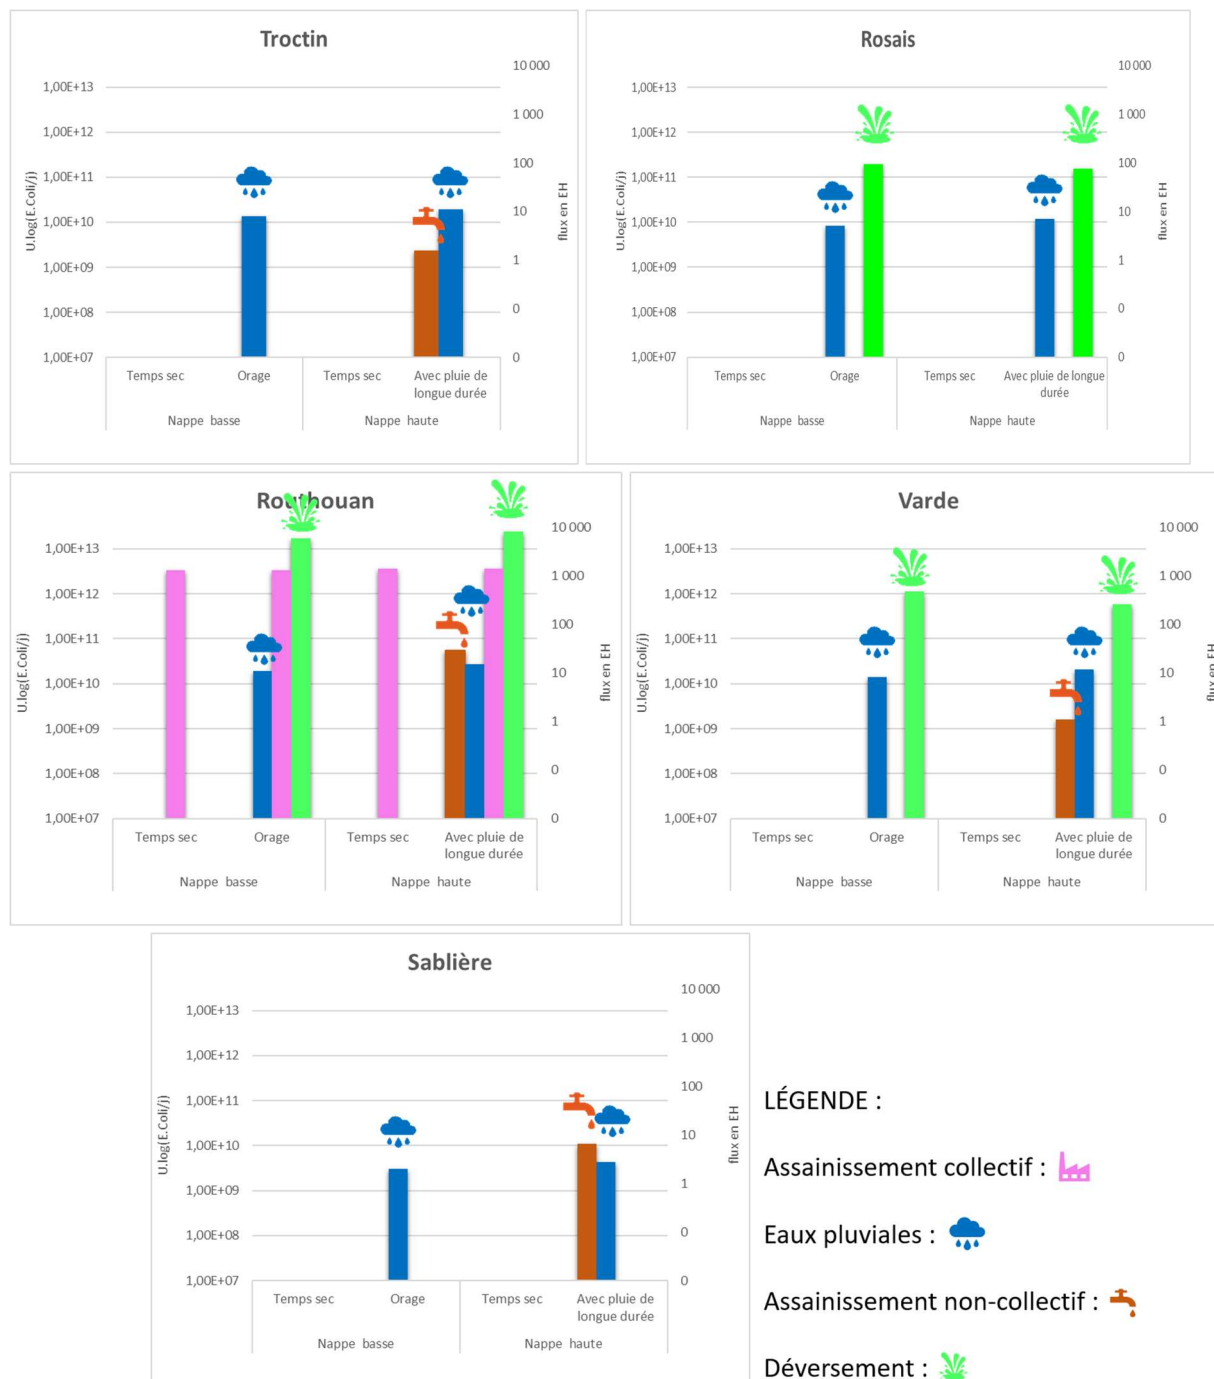 Troctin
U.log(E.Coli/j)
1,00E+13
1,00E+12
1,00E+11
1,00E+10
1,00E+09
1,00E+08
1,00E+07
10 000
1 000
100
10
1
0
0
flux en EH
Temps sec
Orage
Temps sec
Avec pluie de
longue durée
Nappe basse
Nappe haute
Rosais
U.log(E.Coli/j)
1,00E+13
1,00E+12
1,00E+11
1,00E+10
1,00E+09
1,00E+08
1,00E+07
10 000
1 000
100
10
1
0
0
flux en EH
Temps sec
Orage
Temps sec
Avec pluie de longue
durée
Nappe basse
Nappe haute
Routhouan
U.log(E.Coli/j)
1,00E+13
1,00E+12
1,00E+11
1,00E+10
1,00E+09
1,00E+08
1,00E+07
10 000
1 000
100
10
1
0
0
flux en EH
Temps sec
Orage
Temps sec
Avec pluie de
longue durée
Nappe basse
Nappe haute
Varde
U.log(E.Coli/j)
1,00E+13
1,00E+12
1,00E+11
1,00E+10
1,00E+09
1,00E+08
1,00E+07
10 000
1 000
100
10
1
0
0
flux en EH
Temps sec
Orage
Temps sec
Avec pluie de
longue durée
Nappe basse
Nappe haute
Sablière
U.log(E.Coli/j)
1,00E+13
1,00E+12
1,00E+11
1,00E+10
1,00E+09
1,00E+08
1,00E+07
10 000
1 000
100
10
1
0
0
flux en EH
Temps sec
Orage
Temps sec
Avec pluie de
longue durée
Nappe basse
Nappe haute
LÉGENDE :
Assainissement collectif :
Eaux pluviales :
Assainissement non-collectif :
Déversement :